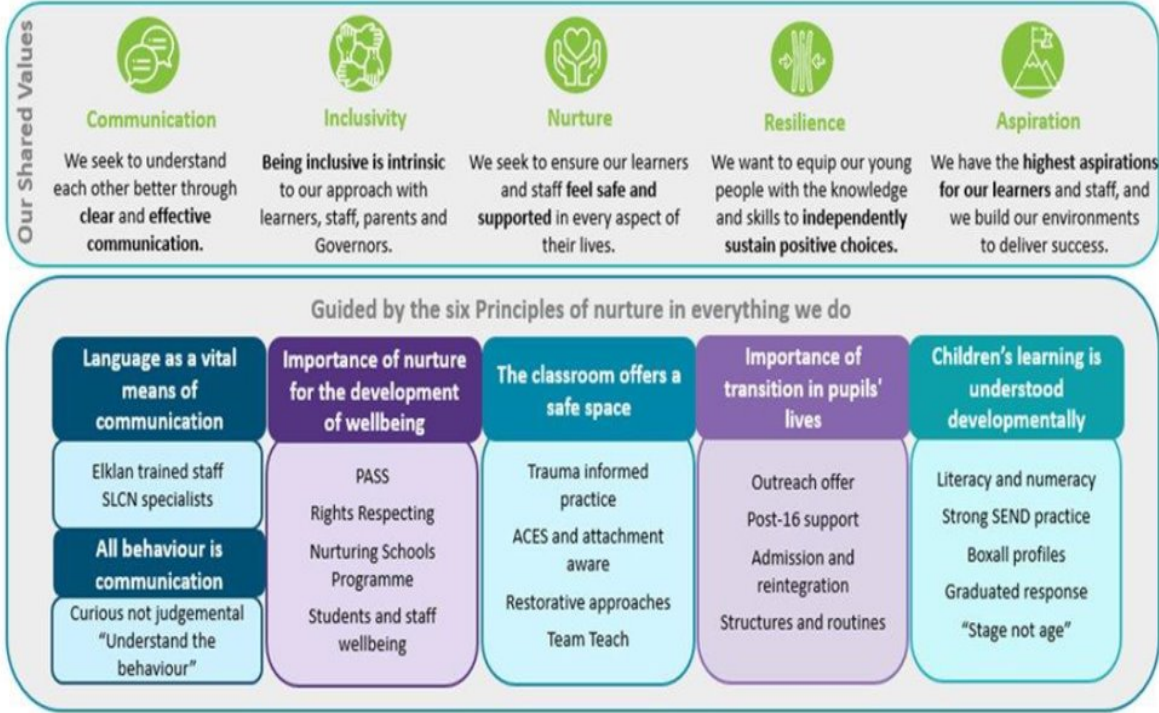 Our Shared Values
Communication
We seek to understand
each other better through
clear and effective
communication.
Inclusivity
Being inclusive is intrinsic
to our approach with
learners, staff, parents and
Governors.
Nurture
We seek to ensure our learners
and staff feel safe and
supported in every aspect of
their lives.
Resilience
We want to equip our young
people with the knowledge
and skills to independently
sustain positive choices.
Aspiration
We have the highest aspirations
for our learners and staff, and
we build our environments
to deliver success.
Guided by the six Principles of nurture in everything we do
Language as a vital
means of
communication
Elklan trained staff
SLCN specialists
All behaviour is
communication
Curious not judgemental
“Understand the
behaviour”
Importance of nurture
for the development
of wellbeing
PASS
Rights Respecting
Nurturing Schools
Programme
Students and staff
wellbeing
The classroom offers a
safe space
Trauma informed
practice
ACES and attachment
aware
Restorative approaches
Team Teach
Importance of
transition in pupils'
lives
Outreach offer
Post-16 support
Admission and
reintegration
Structures and routines
Children’s learning is
understood
developmentally
Literacy and numeracy
Strong SEND practice
Boxall profiles
Graduated response
“Stage not age”